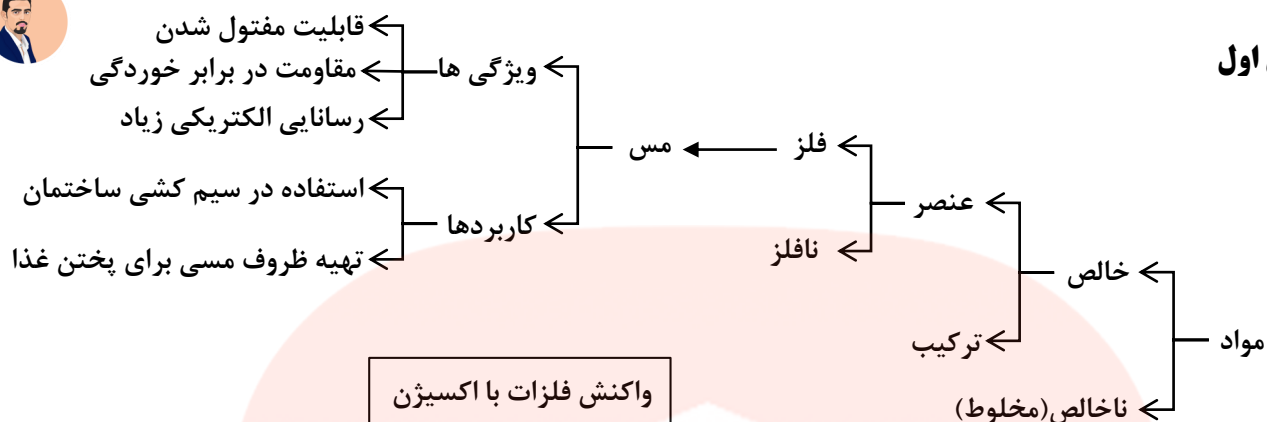 اول
مواد
خالص
ناخالص(مخلوط)
عنصر
ترکیب
فلز
نافلز
مس
ویژگی ها
قابلیت مفتول شدن
مقاومت در برابر خوردگی
رسانایی الکتریکی زیاد
کاربردها
استفاده در سیم کشی ساختمان
تهیه ظروف مسی برای پختن غذا
واکنش فلزات با اکسیژن